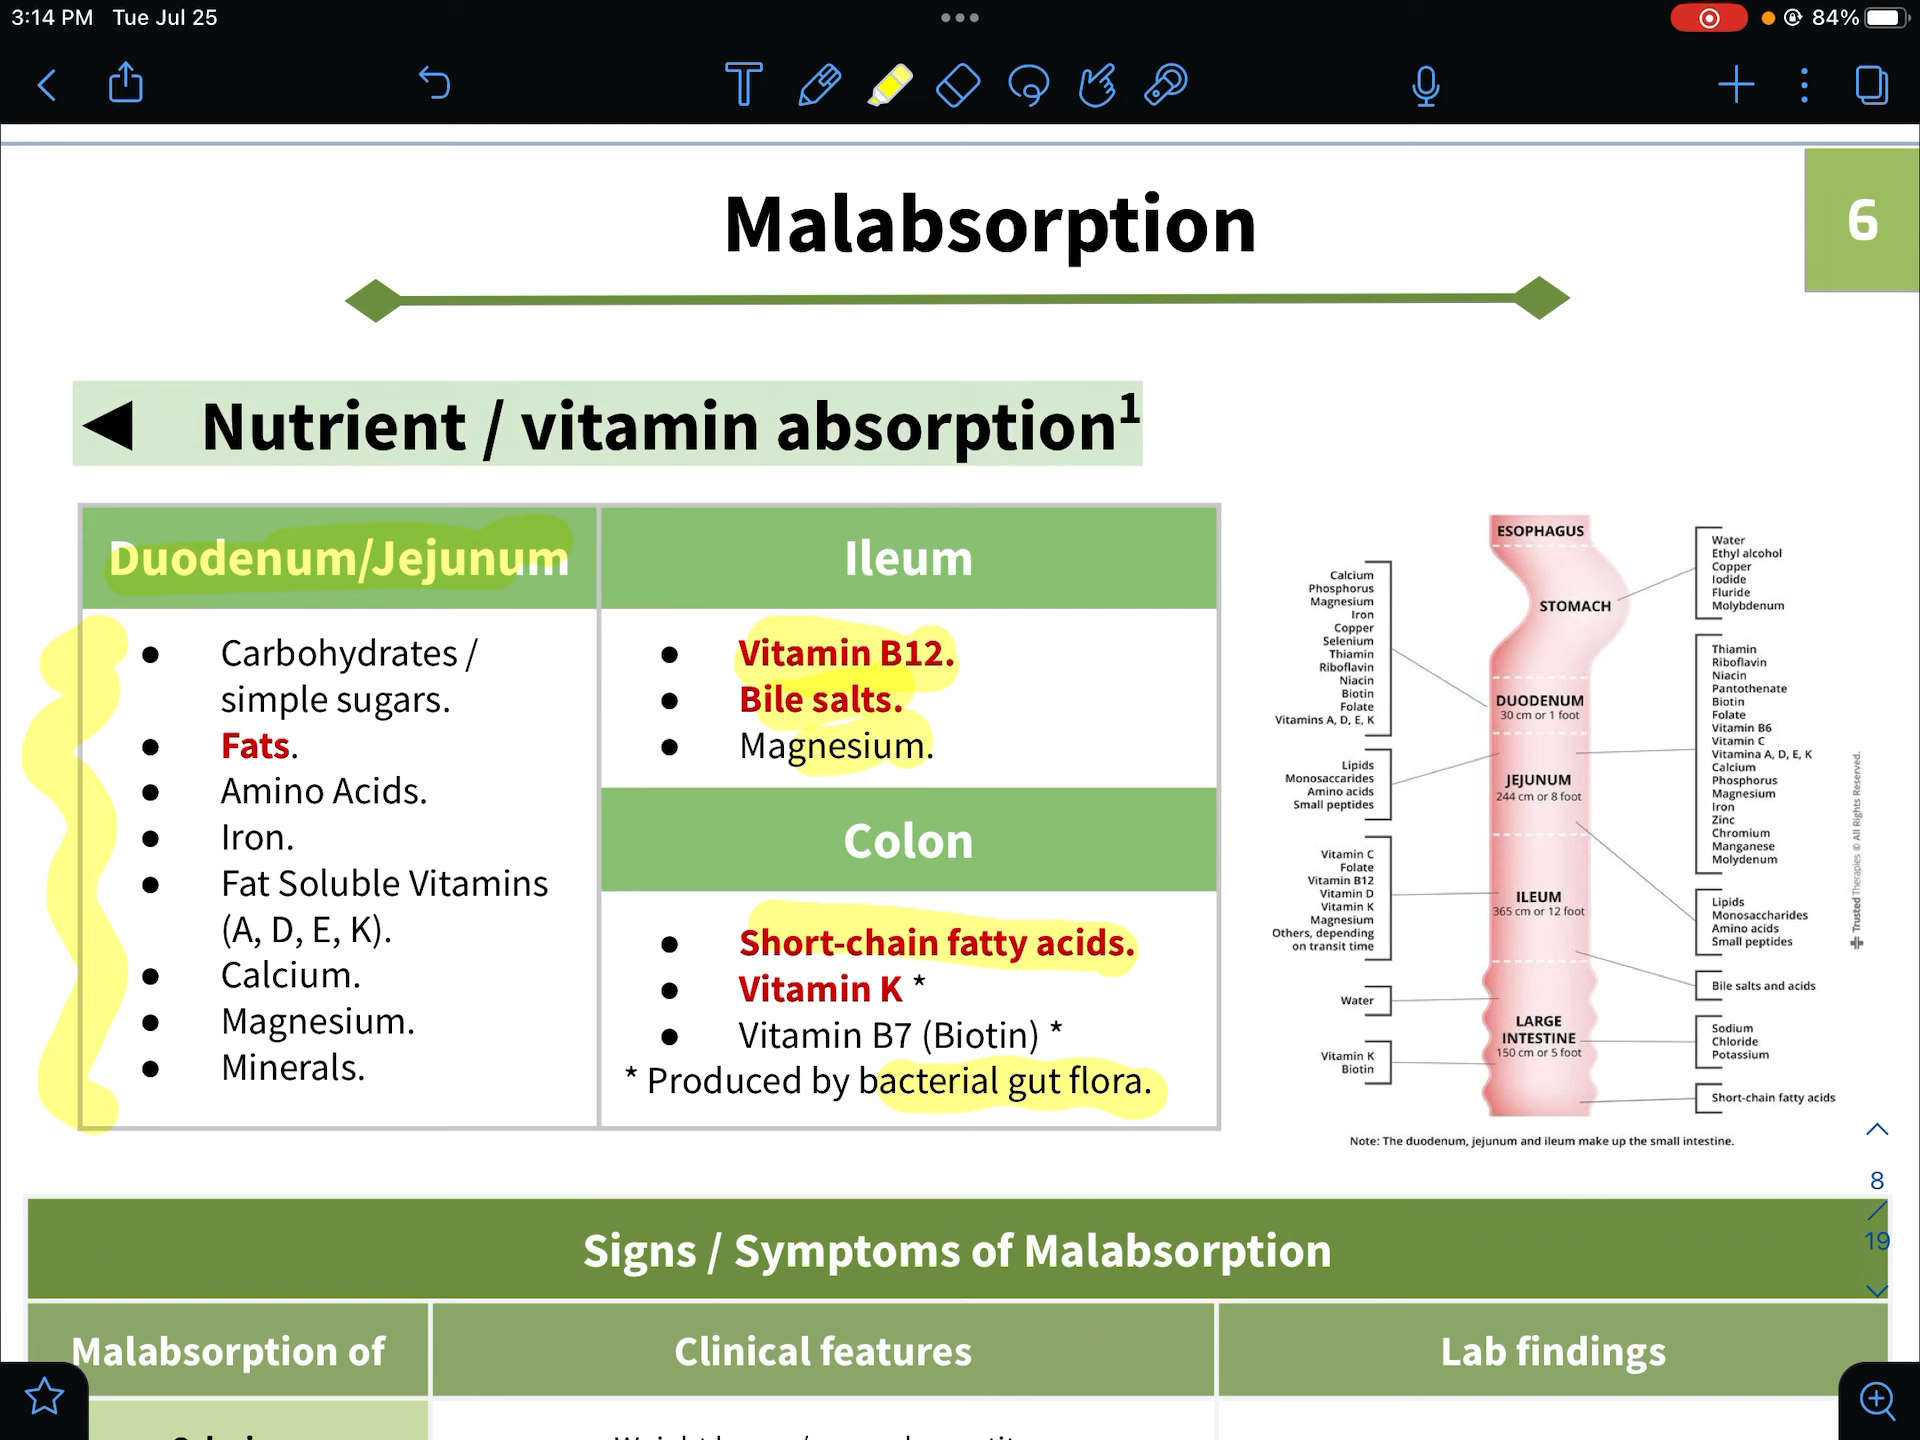 3:14 PM Tue Jul 25
84%
Malabsorption
6
Nutrient / vitamin absorption1
Duodenum/Jejunum
Carbohydrates /
simple sugars.
Fats.
Amino Acids.
Iron.
Fat Soluble Vitamins
(A, D, E, K).
Calcium.
Magnesium.
Minerals.
Ileum
Vitamin B12.
Bile salts.
Magnesium.
Colon
Short-chain fatty acids.
Vitamin K *
Vitamin B7 (Biotin) *
* Produced by bacterial gut flora.
Calcium
Phosphorus
Magnesium
Iron
Copper
Selenium
Thiamin
Riboflavin
Niacin
Biotin
Folate
Vitamins A, D, E, K
Lipids
Monosaccarides
Amino acids
Small peptides
Vitamin C
Folate
Vitamin B12
Vitamin D
Vitamin K
Magnesium
Others, depending
on transit time
Water
Vitamin K
Biotin
ESOPHAGUS
STOMACH
DUODENUM
30 cm or 1 foot
JEJUNUM
244 cm or 8 foot
ILEUM
365 cm or 12 foot
LARGE
INTESTINE
150 cm or 5 foot
Water
Ethyl alcohol
Copper
Iodide
Fluride
Molybdenum
Thiamin
Riboflavin
Niacin
Pantothenate
Biotin
Folate
Vitamin B6
Vitamin C
Vitamina A, D, E, K
Calcium
Phosphorus
Magnesium
Iron
Zinc
Chromium
Manganese
Molydenum
Lipids
Monosaccharides
Amino acids
Small peptides
Bile salts and acids
Sodium
Chloride
Potassium
Short-chain fatty acids
Trusted Therapies © All Rights Reserved.
Note: The duodenum, jejunum and ileum make up the small intestine.
8
/
19
Signs / Symptoms of Malabsorption
Malabsorption of
Clinical features
Lab findings